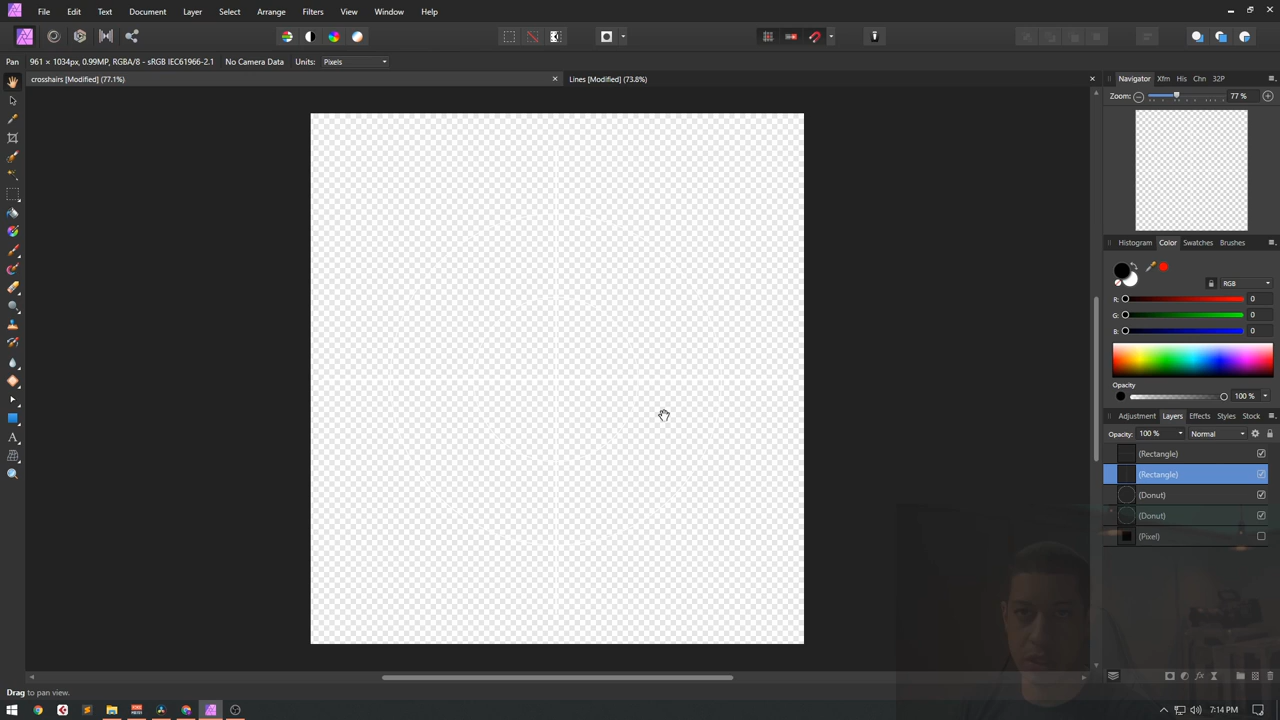 File Edit Text Document Layer Select Arrange Filters View Window Help
Pan 961 × 1034px, 0.99MP, RGBA/8 - sRGB IEC61966-2.1 No Camera Data Units: Pixels
crosshairs [Modified] (77.1%) Lines [Modified] (73.8%)
Navigator Xfm His Chn 32P
Zoom: 77 %
Histogram Color Swatches Brushes
RGB
R: 0
G: 0
B: 0
Opacity
100 %
Adjustment Layers Effects Styles Stock
Opacity: 100 % Normal
(Rectangle)
(Rectangle)
(Donut)
(Donut)
(Pixel)
Drag to pan view.
7:14 PM